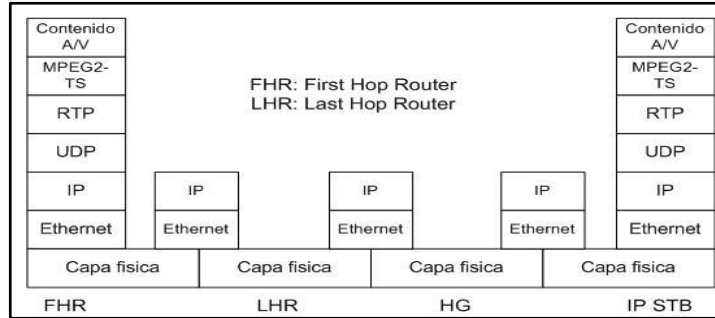 Contenido
A/V
MPEG2-
TS
RTP
UDP
IP
Ethernet
FHR: First Hop Router
LHR: Last Hop Router
Contenido
A/V
MPEG2-
TS
RTP
UDP
IP
Ethernet
IP
Ethernet
IP
Ethernet
IP
Ethernet
Capa fisica
Capa fisica
Capa fisica
Capa fisica
FHR
LHR
HG
IP STB